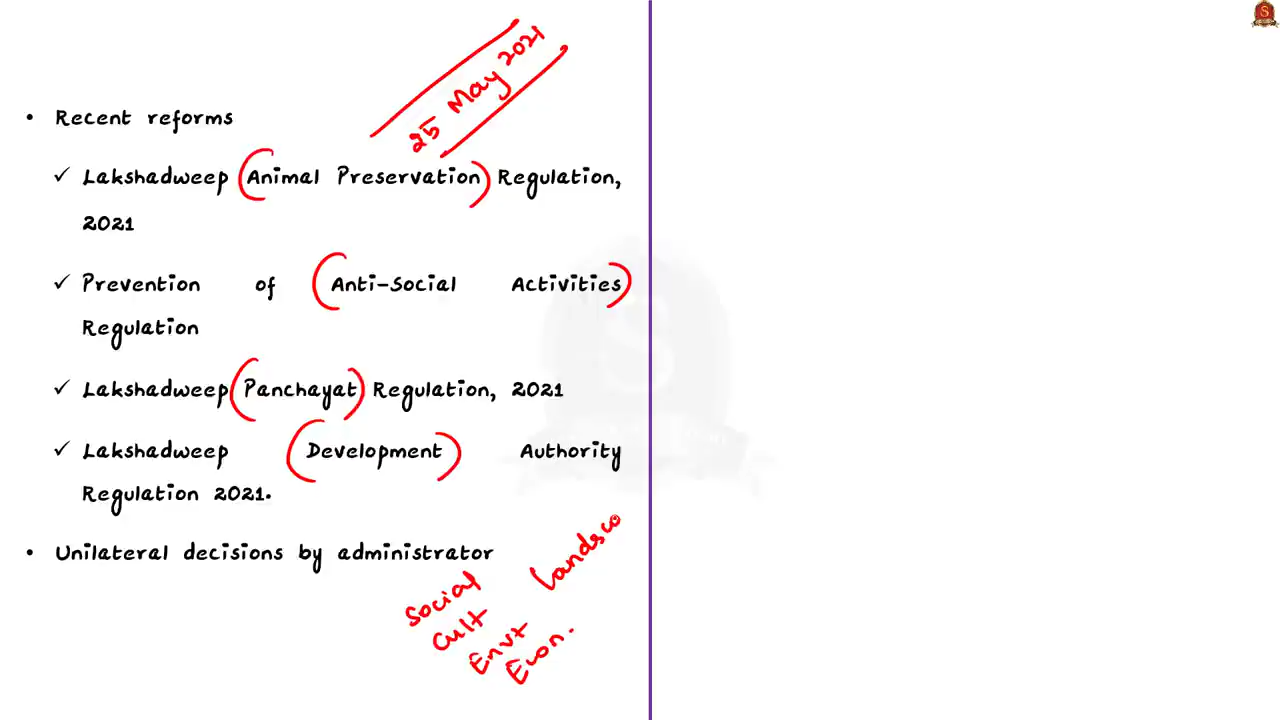 25 May 2021
• Recent reforms
✓ Lakshadweep (Animal Preservation) Regulation,
2021
✓ Prevention of (Anti-Social Activities)
Regulation
✓ Lakshadweep (Panchayat) Regulation, 2021
✓ Lakshadweep (Development) Authority
Regulation 2021.
• Unilateral decisions by administrator
Social
Cult
Envt
Econ.
Landsc